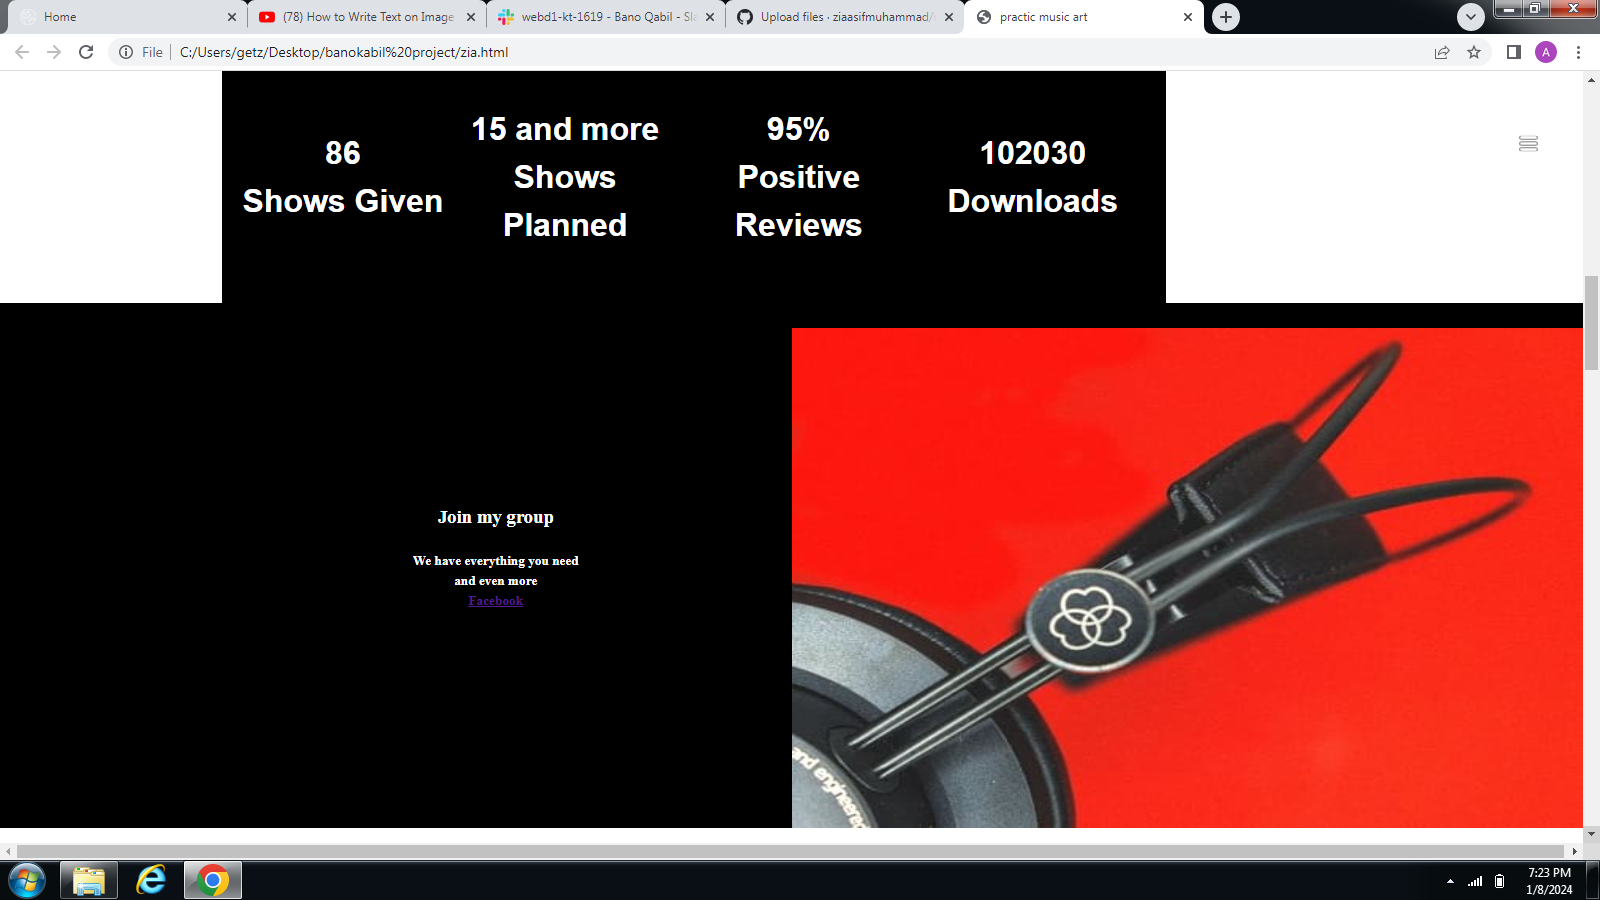 Home
(78) How to Write Text on Image
webd1-kt-1619 - Bano Qabil - Sla
Upload files · ziaasifmuhammad/
practic music art
File
C:/Users/getz/Desktop/banokabil%20project/zia.html
A
86
Shows Given
15 and more
Shows
Planned
95%
Positive
Reviews
102030
Downloads
Join my group
We have everything you need
and even more
Facebook
and engineered
7:23 PM
1/8/2024